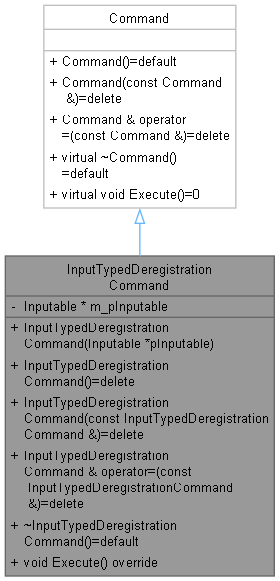 Command
+ Command()=default
+ Command(const Command
&)=delete
+ Command & operator
=(const Command &)=delete
+ virtual ~Command()
=default
+ virtual void Execute()=0
InputTypedDeregistration
Command
- Inputable * m_pInputable
+ InputTypedDeregistration
Command(Inputable *pInputable)
+ InputTypedDeregistration
Command()=delete
+ InputTypedDeregistration
Command(const InputTypedDeregistration
Command &)=delete
+ InputTypedDeregistration
Command & operator=(const
InputTypedDeregistrationCommand
&)=delete
+ ~InputTypedDeregistration
Command()=default
+ void Execute() override